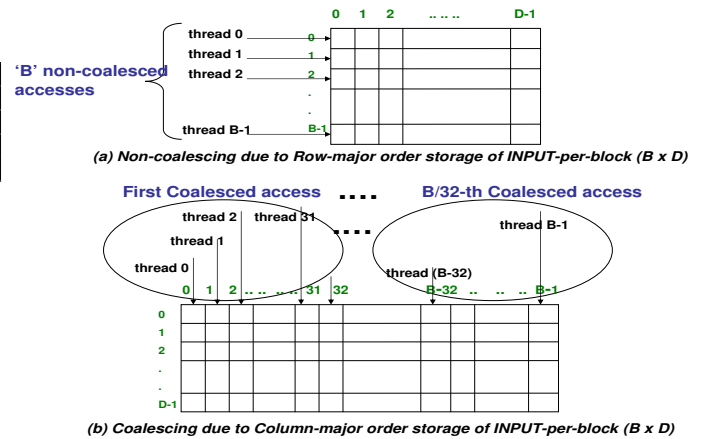 0 1 2 .. .. .. D-1
thread 0 0
thread 1 1
'B' non-coalesced accesses
thread 2 2
.
.
thread B-1 B-1
(a) Non-coalescing due to Row-major order storage of INPUT-per-block (B x D)
First Coalesced access .... B/32-th Coalesced access
thread 2 thread 31 ....
thread B-1
thread 1
thread 0 thread (B-32)
0 1 2 .. .. .. .. 31 32 B-32 .. .. .. B-1
0
1
2
.
.
D-1
(b) Coalescing due to Column-major order storage of INPUT-per-block (B x D)